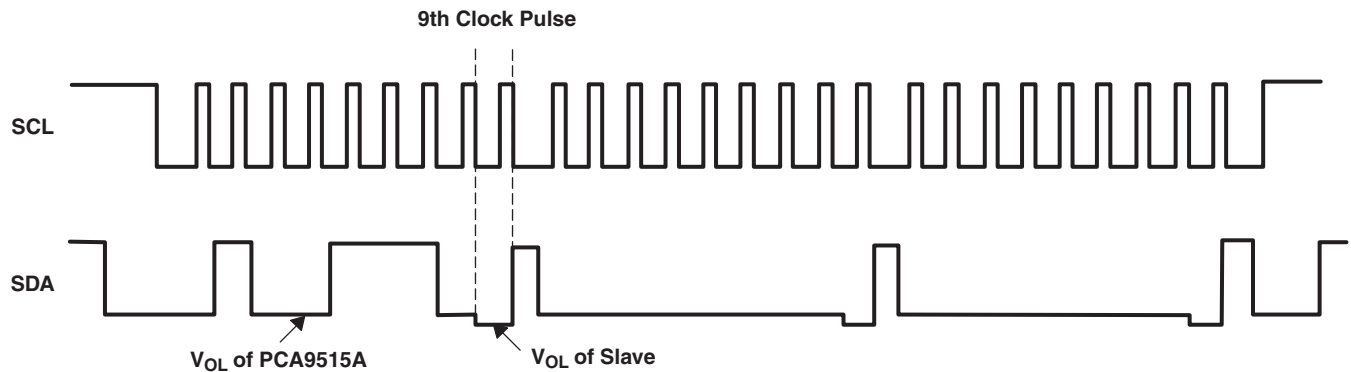 9th Clock Pulse
SCL
SDA
VOL of PCA9515A
VOL of Slave